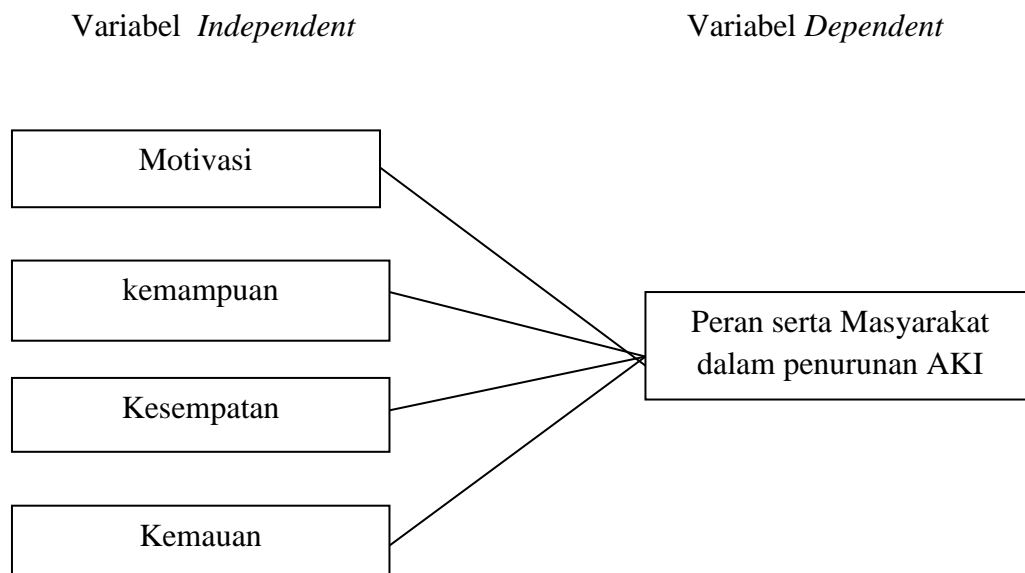 Variabel Independent
Variabel Dependent
Motivasi
kemampuan
Kesempatan
Kemauan
Peran serta Masyarakat
dalam penurunan AKI